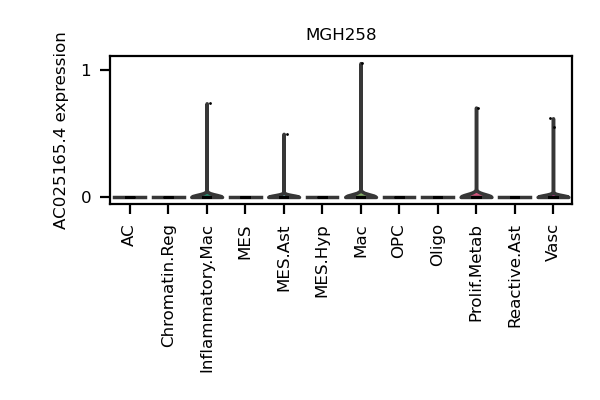 MGH258
AC025165.4 expression
1
0
AC
Chromatin.Reg
Inflammatory.Mac
MES
MES.Ast
MES.Hyp
Mac
OPC
Oligo
Prolif.Metab
Reactive.Ast
Vasc